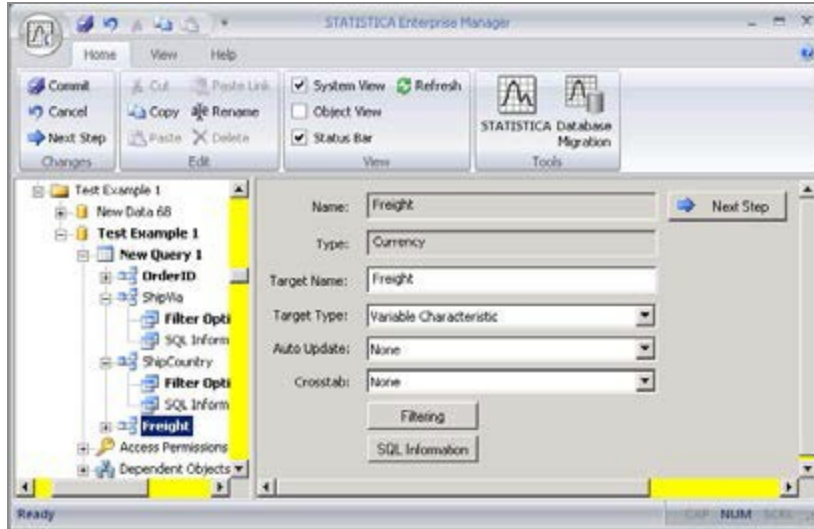 STATISTICA Enterprise Manager
Home View Help
Commit
Cancel
Next Step
Changes
Cut Paste Link
Copy Rename
Paste Delete
Edit
System View Refresh
Object View
Status Bar
View
STATISTICA Database Migration
Tools
Test Example 1
New Data 68
Test Example 1
New Query 1
OrderID
ShipVia
Filter Opti
SQL Inform
ShipCountry
Filter Opti
SQL Inform
Freight
Access Permissions
Dependent Objects
Name: Freight
Next Step
Type: Currency
Target Name: Freight
Target Type: Variable Characteristic
Auto Update: None
Crosstab: None
Filtering
SQL Information
Ready
CAP NUM SCRL